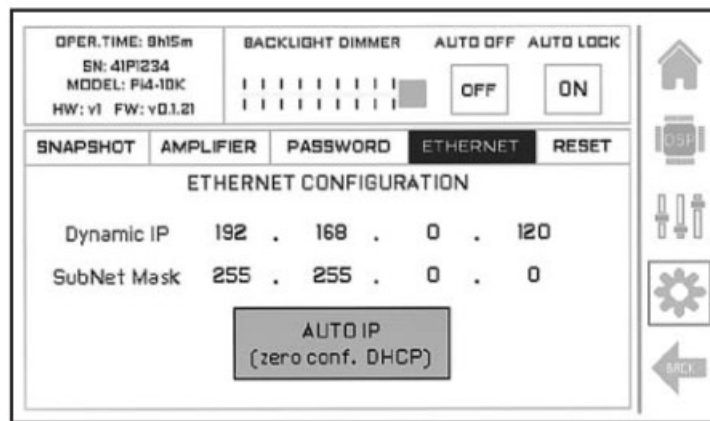 OPER.TIME: 9h15m
SN: 41P1234
MODEL: Pi4-10K
HW: v1 FW: v0.1.21
BACKLIGHT DIMMER
AUTO OFF
OFF
AUTO LOCK
ON
SNAPSHOT AMPLIFIER PASSWORD ETHERNET RESET
ETHERNET CONFIGURATION
Dynamic IP 192 . 168 . 0 . 120
SubNet Mask 255 . 255 . 0 . 0
AUTO IP
(zero conf. DHCP)
DSP
BACK